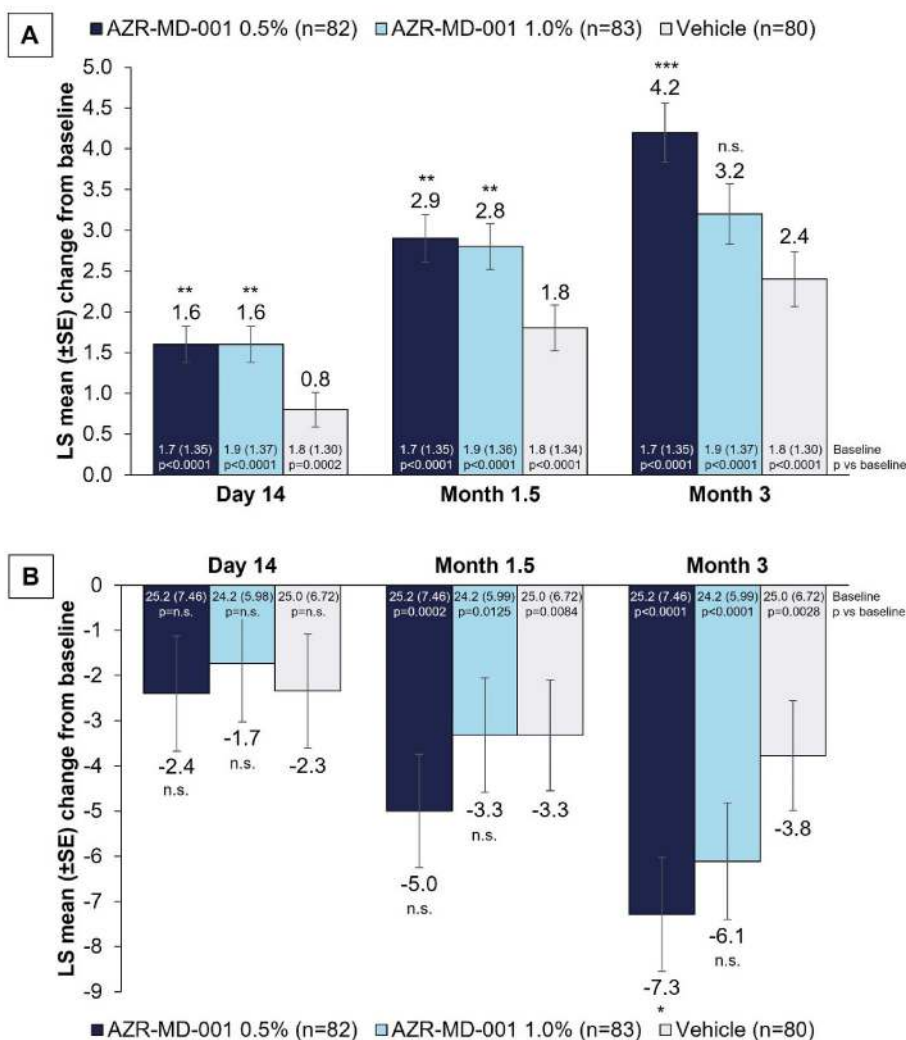 A
AZR-MD-001 0.5% (n=82) AZR-MD-001 1.0% (n=83) Vehicle (n=80)
LS mean (±SE) change from baseline
5.0
4.5
4.0
3.5
3.0
2.5
2.0
1.5
1.0
0.5
0.0
** ** 
1.6 1.6 0.8
** **
2.9 2.8 1.8
*** n.s.
4.2 3.2 2.4
1.7 (1.35) 1.9 (1.37) 1.8 (1.30) 1.7 (1.35) 1.9 (1.36) 1.8 (1.34) 1.7 (1.35) 1.9 (1.37) 1.8 (1.30) Baseline
p<0.0001 p<0.0001 p=0.0002 p<0.0001 p<0.0001 p<0.0001 p<0.0001 p<0.0001 p<0.0001 p vs baseline
Day 14 Month 1.5 Month 3
B
Day 14 Month 1.5 Month 3
LS mean (±SE) change from baseline
0
-1
-2
-3
-4
-5
-6
-7
-8
-9
25.2 (7.46) 24.2 (5.98) 25.0 (6.72) 25.2 (7.46) 24.2 (5.99) 25.0 (6.72) 25.2 (7.46) 24.2 (5.99) 25.0 (6.72) Baseline
p=n.s. p=n.s. p=n.s. p=0.0002 p=0.0125 p=0.0084 p<0.0001 p<0.0001 p=0.0028 p vs baseline
-2.4 -1.7 -2.3
n.s. n.s.
-5.0 -3.3 -3.3
n.s. n.s.
-7.3 -6.1 -3.8
* n.s.
AZR-MD-001 0.5% (n=82) AZR-MD-001 1.0% (n=83) Vehicle (n=80)